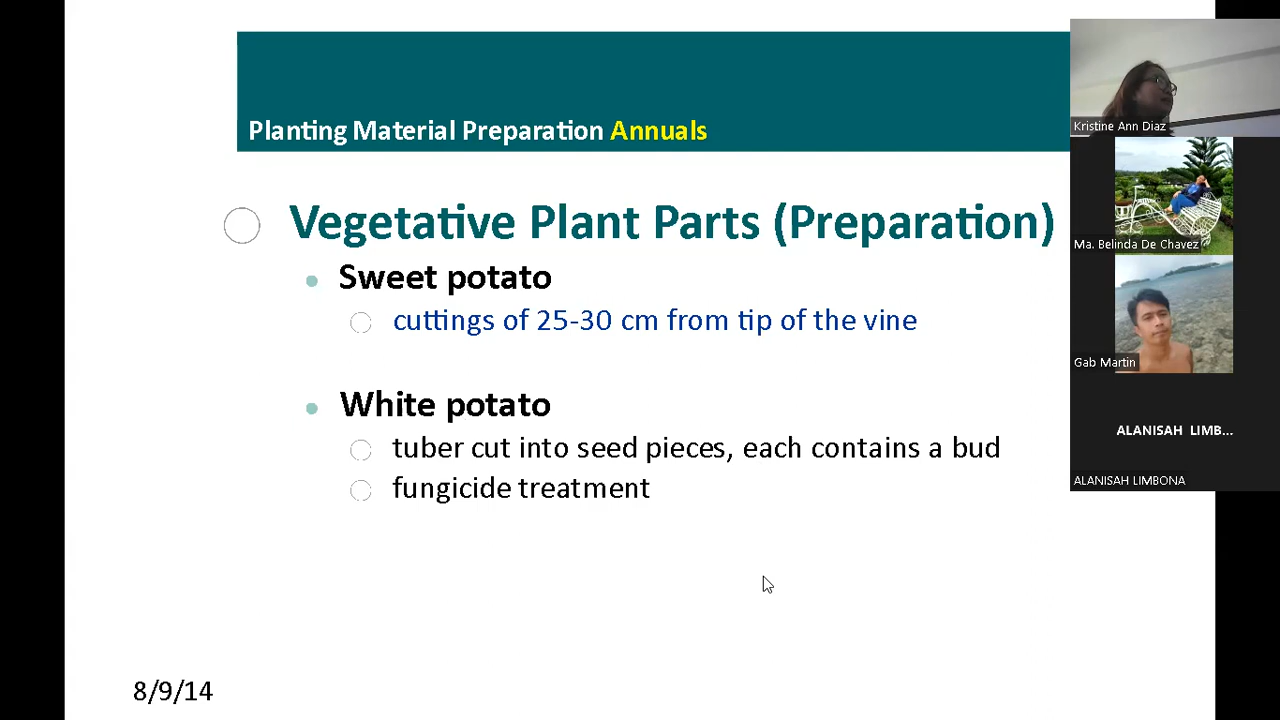 Planting Material Preparation Annuals
Vegetative Plant Parts (Preparation)
Sweet potato
cuttings of 25-30 cm from tip of the vine
White potato
tuber cut into seed pieces, each contains a bud
fungicide treatment
8/9/14
Kristine Ann Diaz
Ma. Belinda De Chavez
Gab Martin
ALANISAH LIMB...
ALANISAH LIMBONA